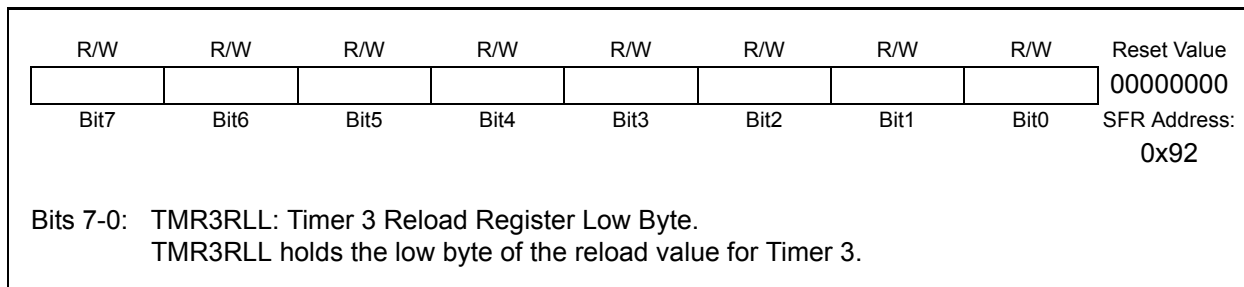 R/W R/W R/W R/W R/W R/W R/W R/W Reset Value
00000000
Bit7 Bit6 Bit5 Bit4 Bit3 Bit2 Bit1 Bit0 SFR Address:
0x92
Bits 7-0: TMR3RLL: Timer 3 Reload Register Low Byte.
TMR3RLL holds the low byte of the reload value for Timer 3.